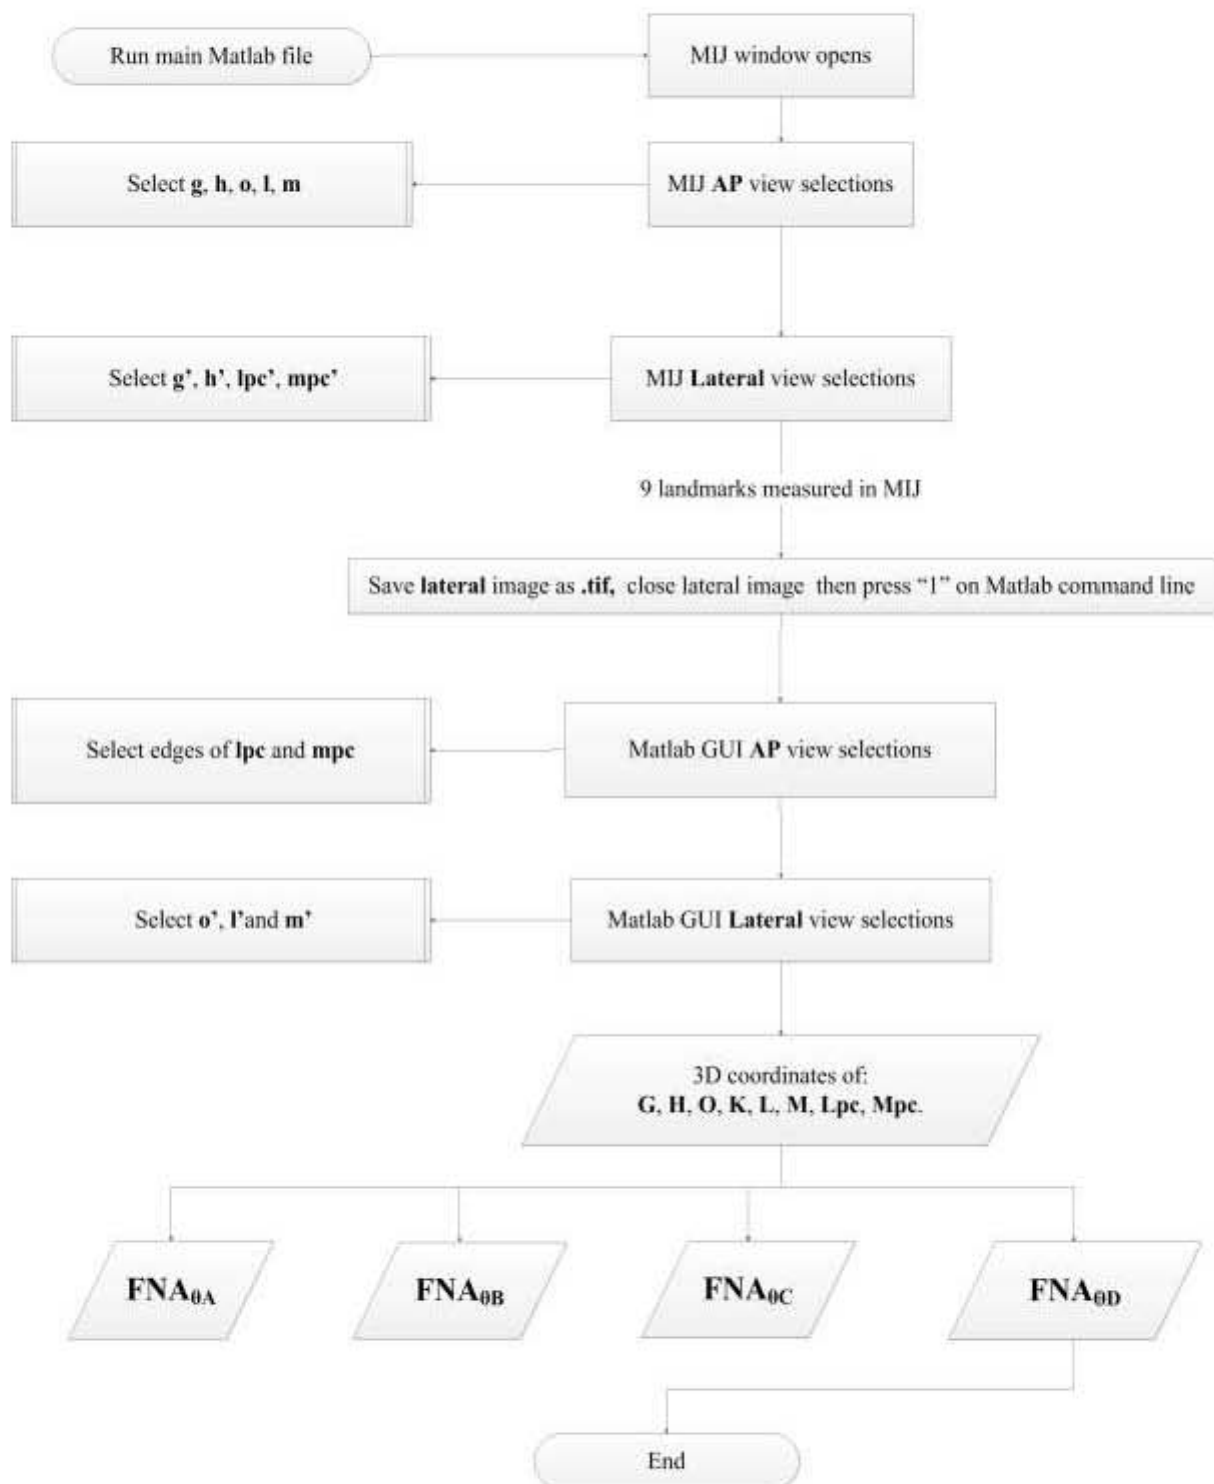 Run main Matlab file
MIJ window opens
Select g, h, o, l, m
MIJ AP view selections
Select g’, h’, lpc’, mpc’
MIJ Lateral view selections
9 landmarks measured in MIJ
Save lateral image as .tif, close lateral image then press “1” on Matlab command line
Select edges of lpc and mpc
Matlab GUI AP view selections
Select o’, l’and m’
Matlab GUI Lateral view selections
3D coordinates of:
G, H, O, K, L, M, Lpc, Mpc.
FNAθA
FNAθB
FNAθC
FNAθD
End